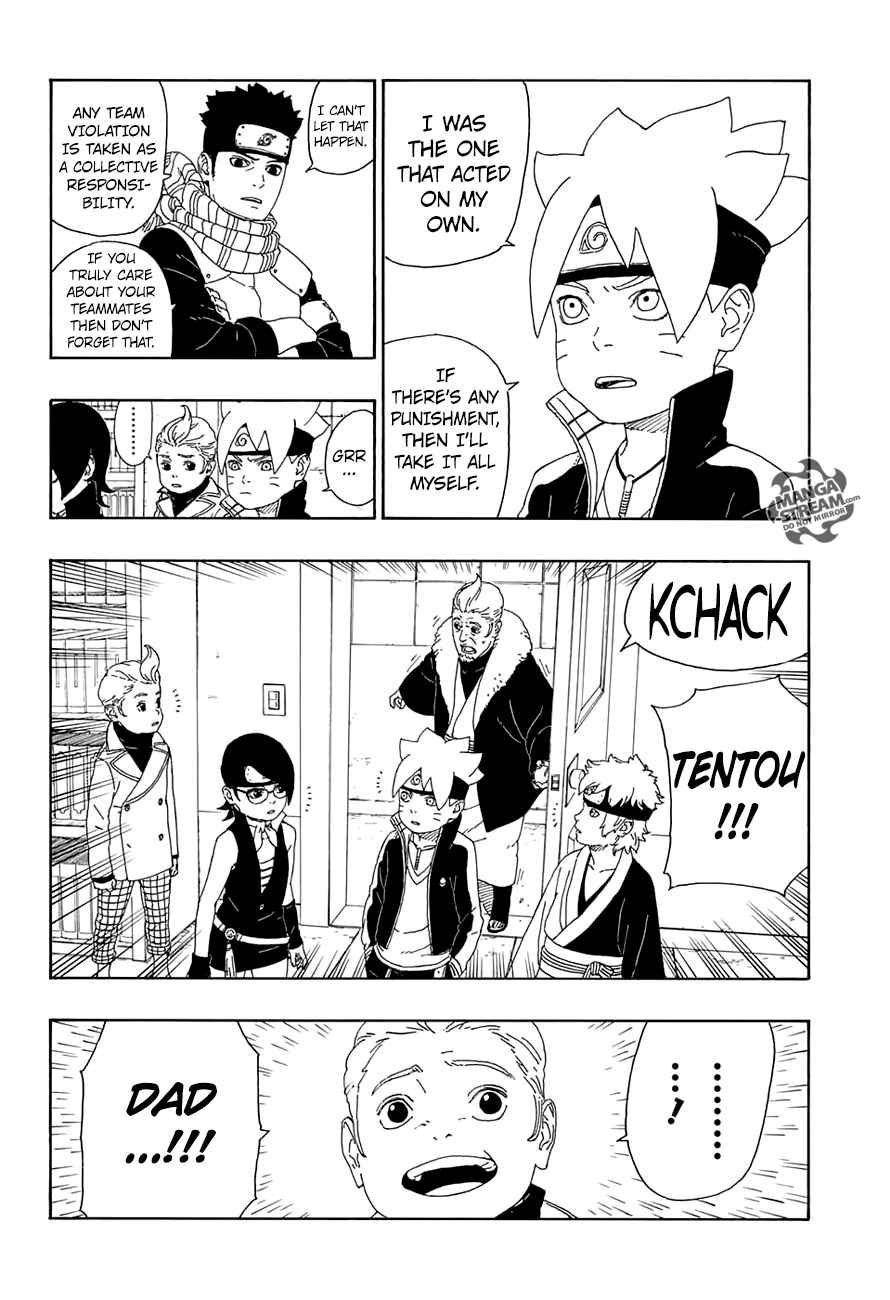 I WAS
THE ONE
THAT ACTED
ON MY
OWN.
IF
THERE'S ANY
PUNISHMENT,
THEN I'LL
TAKE IT ALL
MYSELF.
I CAN'T
LET THAT
HAPPEN.
ANY TEAM
VIOLATION
IS TAKEN AS
A COLLECTIVE
RESPONSI-
BILITY.
IF YOU
TRULY CARE
ABOUT YOUR
TEAMMATES
THEN DON'T
FORGET THAT.
GRR
...
.......
MANGA
STREAM.com
DO NOT MIRROR
KCHACK
TENTOU
!!!
........
...!
DAD
...!!!